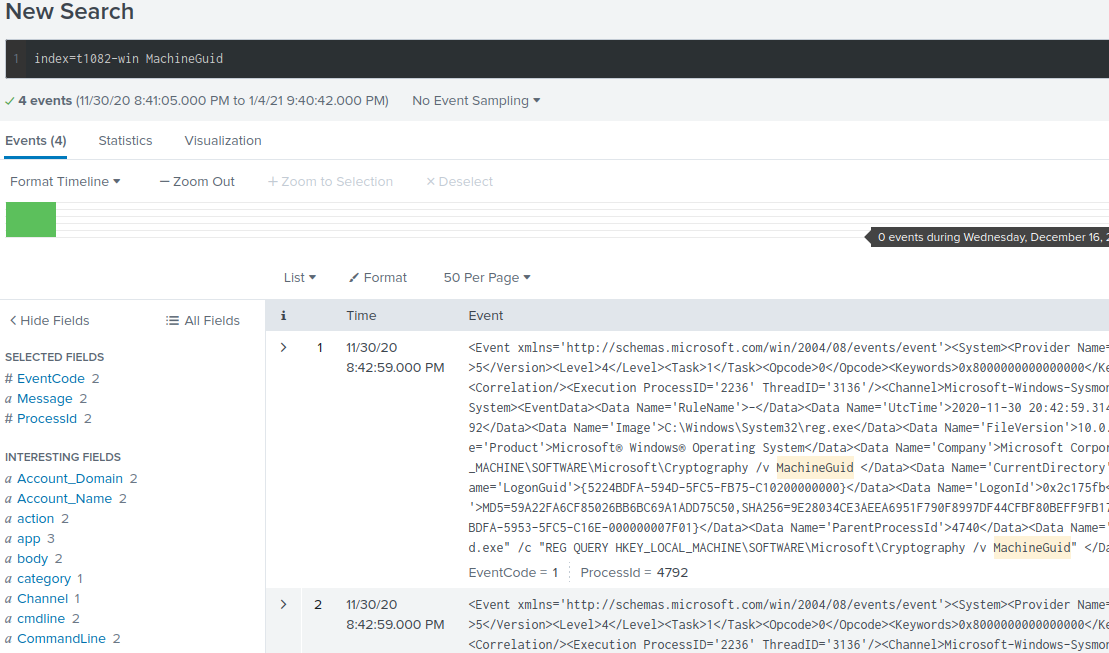 New Search
1 index=t1082-win MachineGuid
4 events (11/30/20 8:41:05.000 PM to 1/4/21 9:40:42.000 PM) No Event Sampling
Events (4) Statistics Visualization
Format Timeline — Zoom Out + Zoom to Selection × Deselect
0 events during Wednesday, December 16, 2
List Format 50 Per Page
Hide Fields All Fields
i Time Event
SELECTED FIELDS
# EventCode 2
a Message 2
# ProcessId 2
INTERESTING FIELDS
a Account_Domain 2
a Account_Name 2
a action 2
a app 3
a body 2
a category 1
a Channel 1
a cmdline 2
a CommandLine 2
1 11/30/20
8:42:59.000 PM
<Event xmlns='http://schemas.microsoft.com/win/2004/08/events/event'><System><Provider Name=
>5</Version><Level>4</Level><Task>1</Task><Opcode>0</Opcode><Keywords>0x8000000000000000</Ke
<Correlation/><Execution ProcessID='2236' ThreadID='3136'/><Channel>Microsoft-Windows-Sysmon
System><EventData><Data Name='RuleName'>-</Data><Data Name='UtcTime'>2020-11-30 20:42:59.314
92</Data><Data Name='Image'>C:\Windows\System32\reg.exe</Data><Data Name='FileVersion'>10.0.
e='Product'>Microsoft® Windows® Operating System</Data><Data Name='Company'>Microsoft Corpor
_MACHINE\SOFTWARE\Microsoft\Cryptography /v MachineGuid </Data><Data Name='CurrentDirectory'
ame='LogonGuid'>{5224BDFA-594D-5FC5-FB75-C10200000000}</Data><Data Name='LogonId'>0x2c175fb<
'>MD5=59A22FA6CF85026BB6BC69A1ADD75C50,SHA256=9E28034CE3AEEA6951F790F8997DF44CFBF80BEFF9FB17
BDFA-5953-5FC5-C16E-000000007F01}</Data><Data Name='ParentProcessId'>4740</Data><Data Name='
d.exe" /c "REG QUERY HKEY_LOCAL_MACHINE\SOFTWARE\Microsoft\Cryptography /v MachineGuid" </Da
EventCode = 1 ProcessId = 4792
2 11/30/20
8:42:59.000 PM
<Event xmlns='http://schemas.microsoft.com/win/2004/08/events/event'><System><Provider Name=
>5</Version><Level>4</Level><Task>1</Task><Opcode>0</Opcode><Keywords>0x8000000000000000</Ke
<Correlation/><Execution ProcessID='2236' ThreadID='3136'/><Channel>Microsoft-Windows-Sysmon